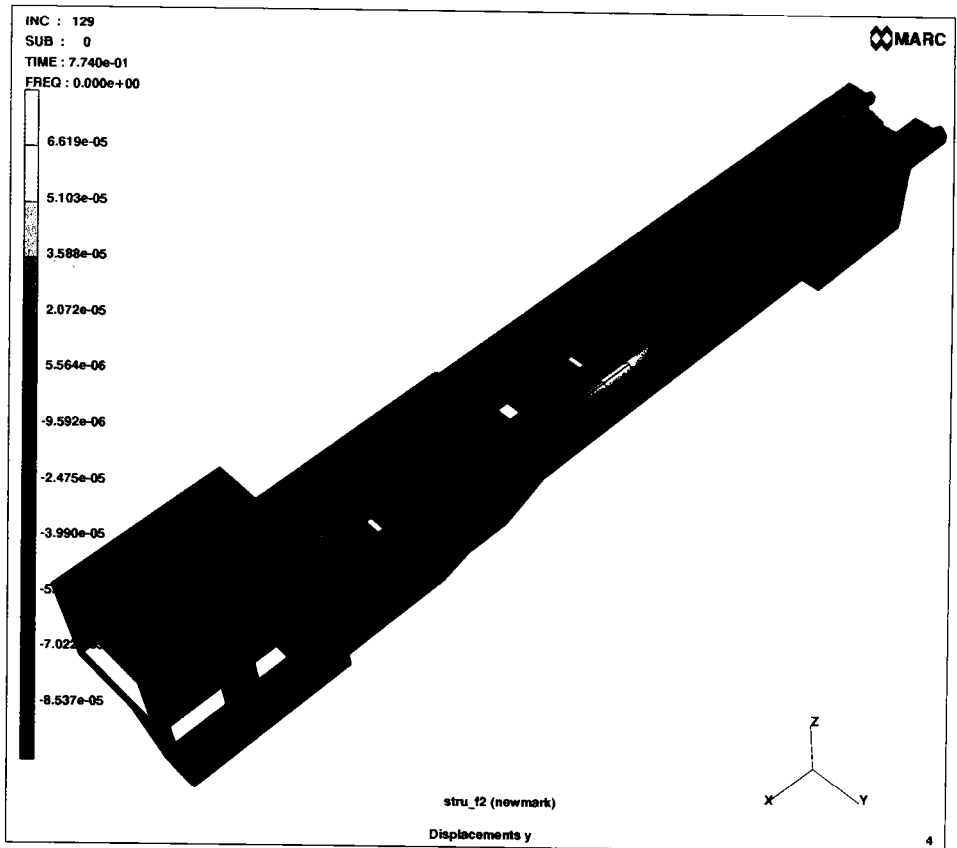 INC : 129
SUB : 0
TIME : 7.740e-01
FREQ : 0.000e+00
MARC
6.619e-05
5.103e-05
3.588e-05
2.072e-05
5.564e-06
-9.592e-06
-2.475e-05
-3.990e-05
-7.022
-8.537e-05
Z
X
Y
stru_f2 (newmark)
Displacements y
4